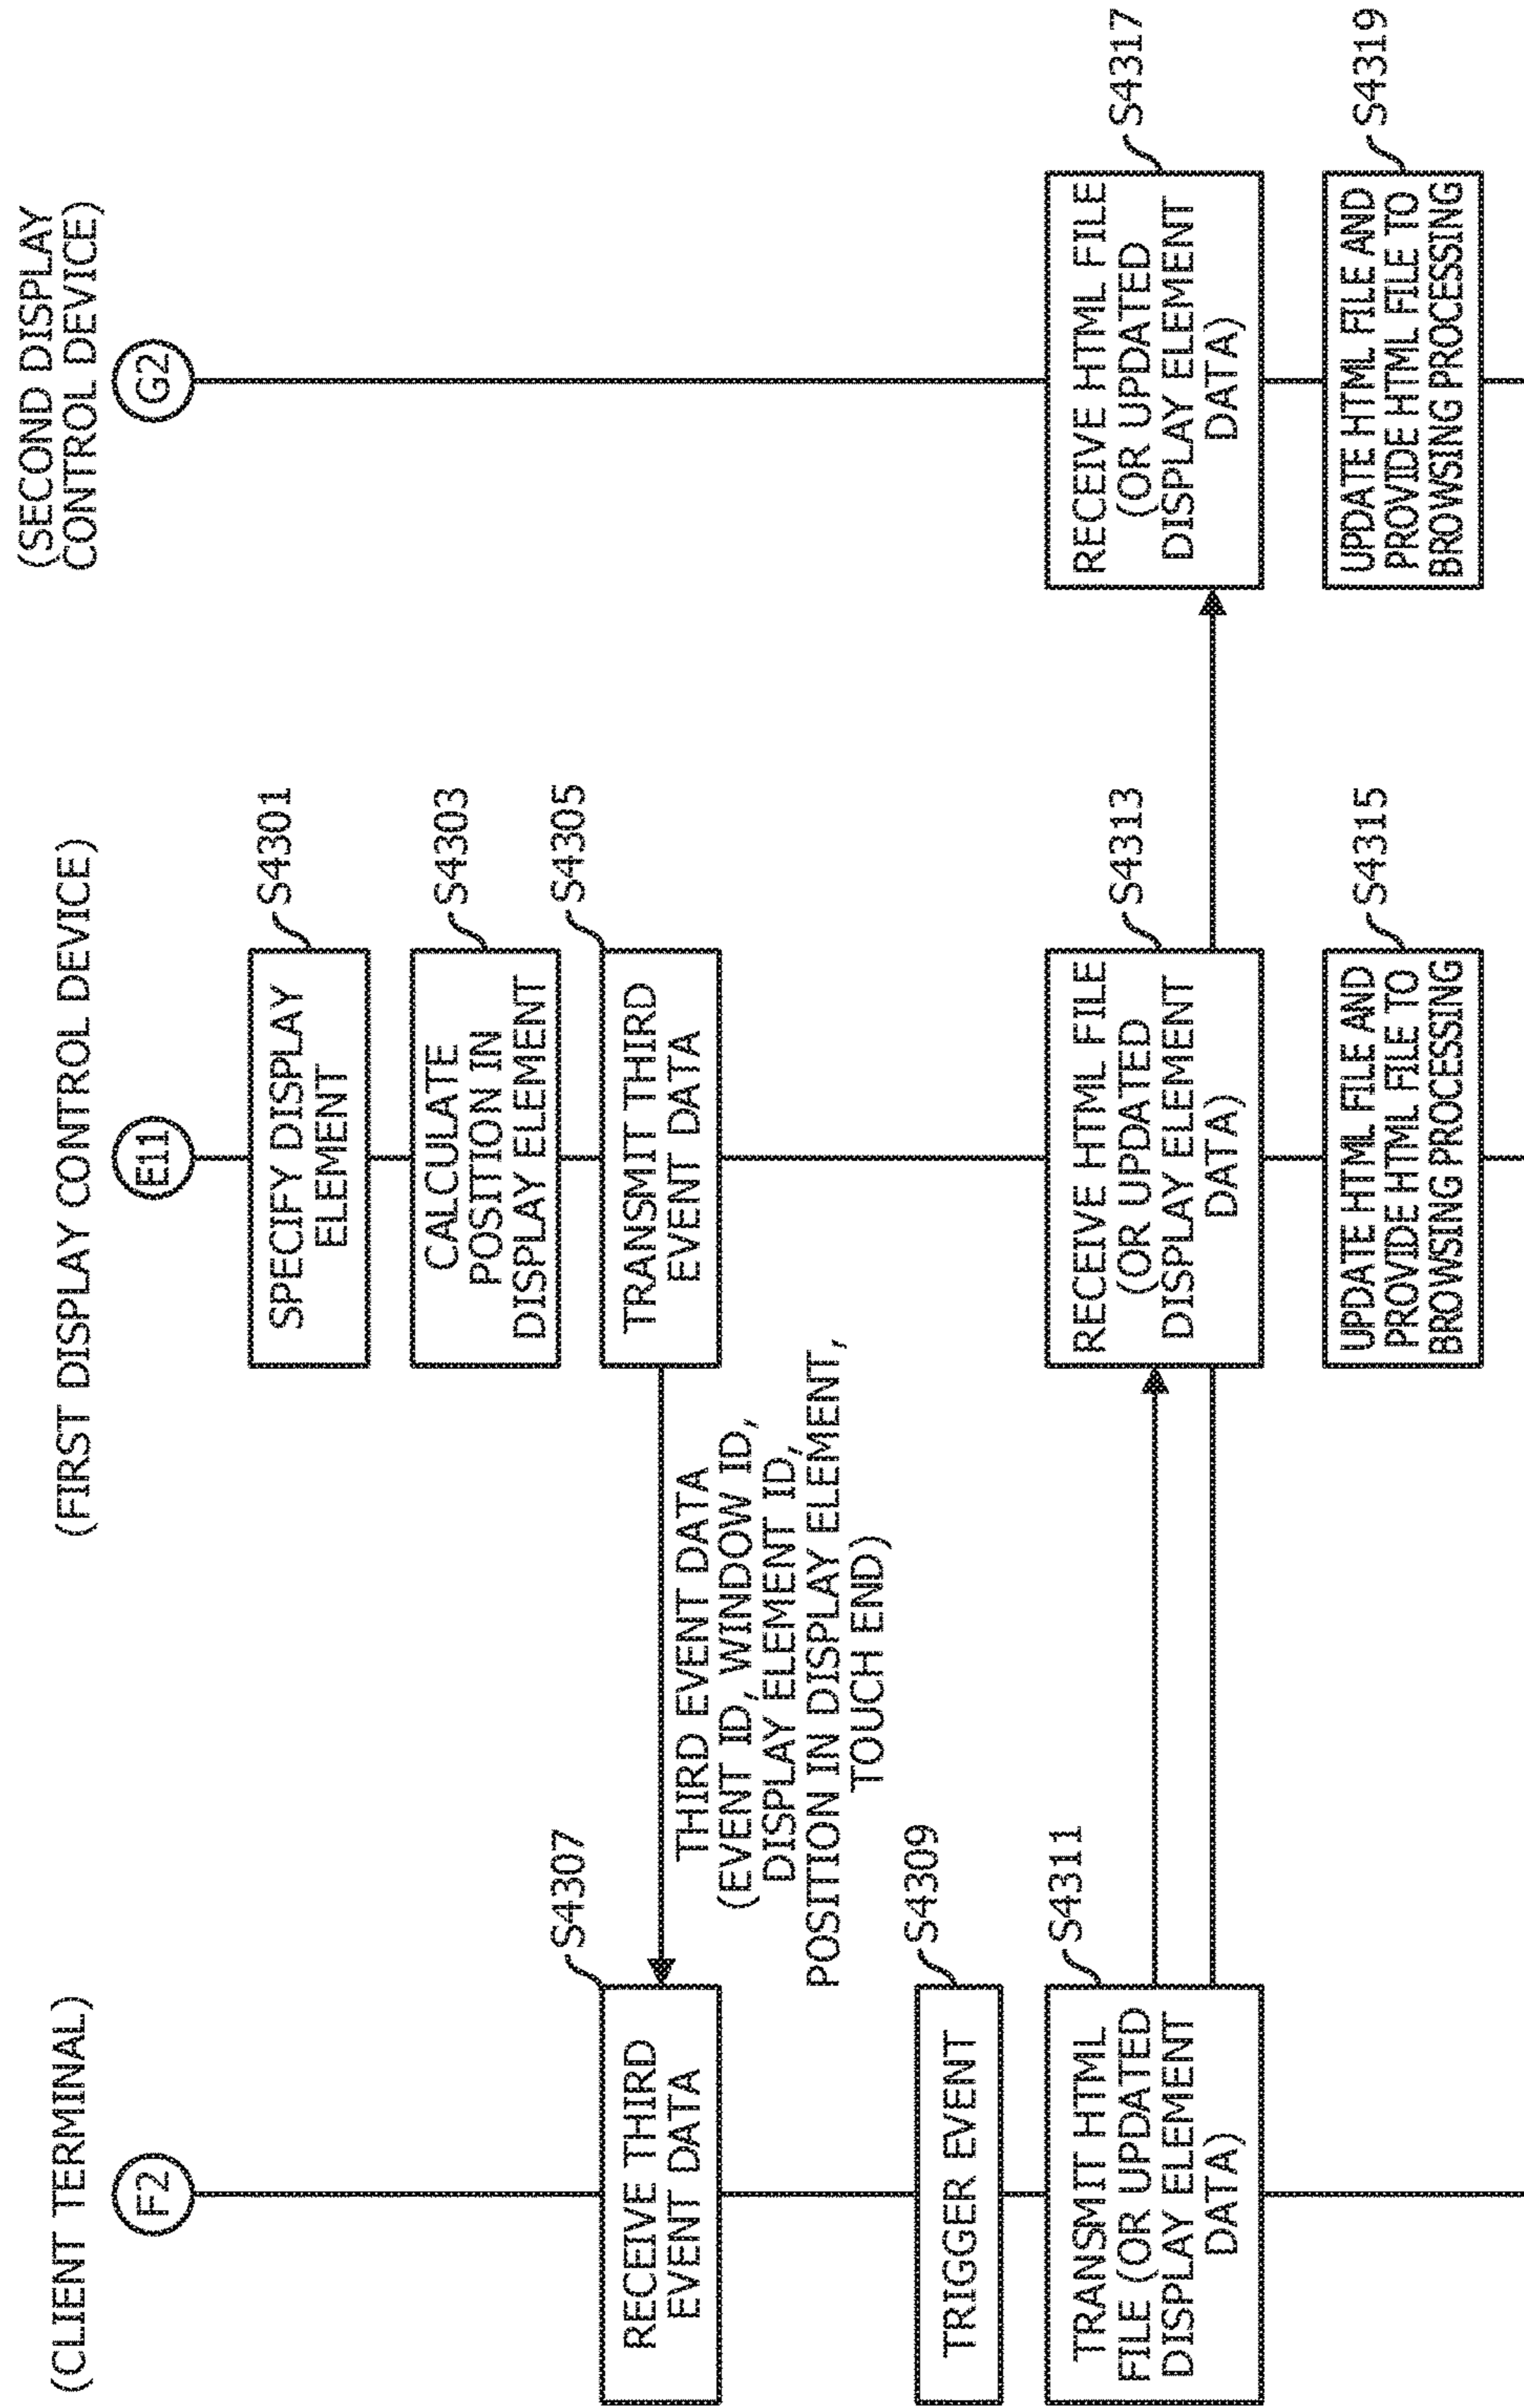 (CLIENT TERMINAL)
F2
S4307
RECEIVE THIRD
EVENT DATA
S4309
TRIGGER EVENT
S4311
TRANSMIT HTML
FILE (OR UPDATED
DISPLAY ELEMENT
DATA)
(FIRST DISPLAY CONTROL DEVICE)
E11
S4301
SPECIFY DISPLAY
ELEMENT
S4303
CALCULATE
POSITION IN
DISPLAY ELEMENT
S4305
TRANSMIT THIRD
EVENT DATA
THIRD EVENT DATA
(EVENT ID, WINDOW ID,
DISPLAY ELEMENT ID,
POSITION IN DISPLAY ELEMENT,
TOUCH END)
S4313
RECEIVE HTML FILE
(OR UPDATED
DISPLAY ELEMENT
DATA)
S4315
UPDATE HTML FILE AND
PROVIDE HTML FILE TO
BROWSING PROCESSING
(SECOND DISPLAY
CONTROL DEVICE)
G2
S4317
RECEIVE HTML FILE
(OR UPDATED
DISPLAY ELEMENT
DATA)
S4319
UPDATE HTML FILE AND
PROVIDE HTML FILE TO
BROWSING PROCESSING